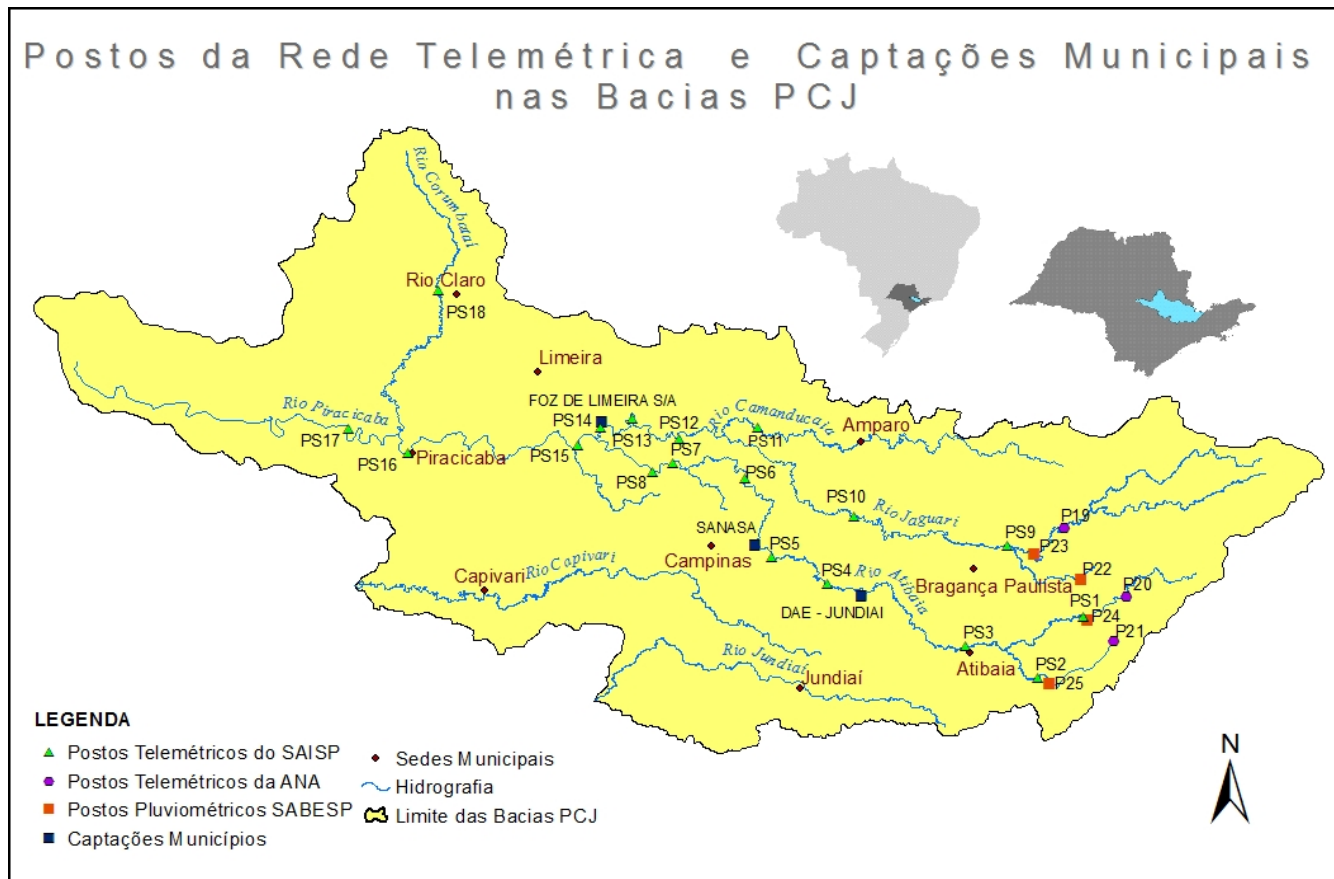 Postos da Rede Telemétrica e Captações Municipais
nas Bacias PCJ
Rio Corumbataí
Rio Claro
PS18
Limeira
FOZ DE LIMEIRA S/A
Rio Piracicaba
PS17
PS16
Piracicaba
PS15
PS14
PS13
PS12
Rio Camanducaia
PS11
Amparo
PS8
PS7
PS6
PS10
Rio Jaguari
PS9
P19
P23
SANASA
PS5
Campinas
PS4
Rio Atibaia
Bragança Paulista
P22
P20
Capivari
Rio Capivari
DAE - JUNDIAI
PS1
P24
P21
PS3
Atibaia
PS2
P25
Rio Jundiaí
Jundiaí
LEGENDA
Postos Telemétricos do SAISP
Postos Telemétricos da ANA
Postos Pluviométricos SABESP
Captações Municípios
Sedes Municipais
Hidrografia
Limite das Bacias PCJ
N